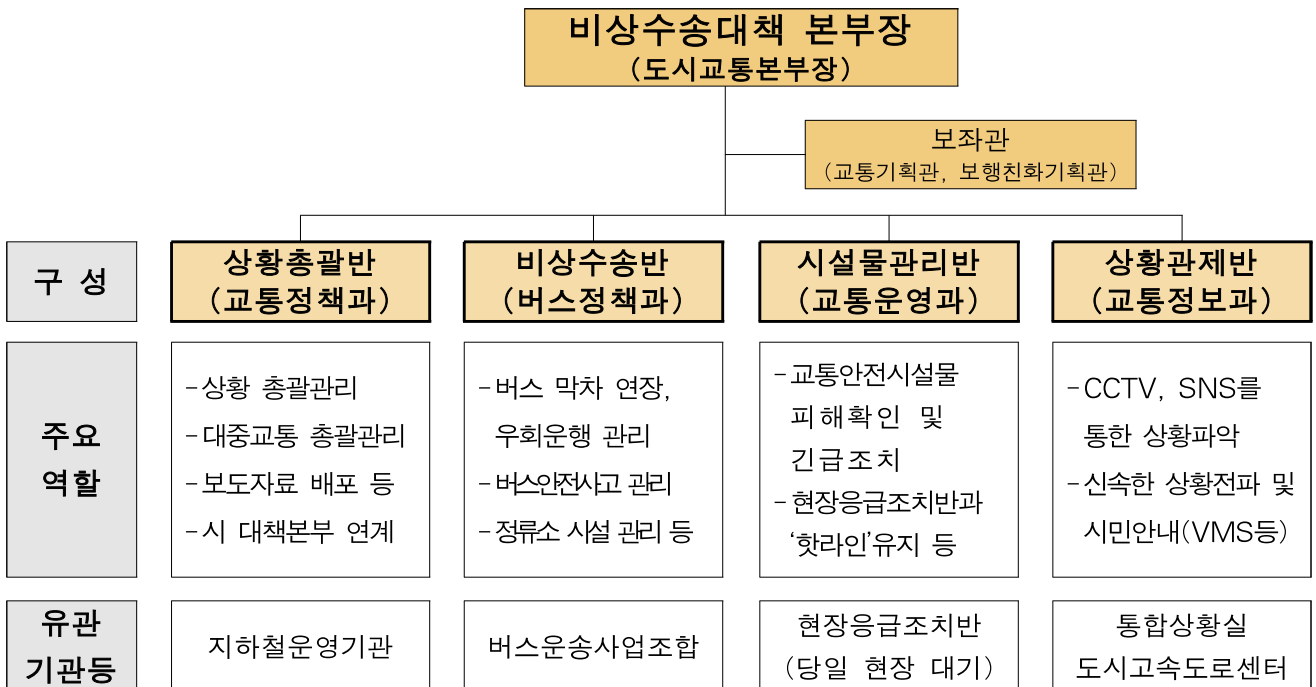 비상수송대책 본부장
(도시교통본부장)
보좌관
(교통기획관, 보행친화기획관)
구 성
상황총괄반
(교통정책과)
비상수송반
(버스정책과)
시설물관리반
(교통운영과)
상황관제반
(교통정보과)
주요
역할
-상황 총괄관리
-대중교통 총괄관리
-보도자료 배포 등
-시 대책본부 연계
-버스 막차 연장,
우회운행 관리
-버스안전사고 관리
-정류소 시설 관리 등
-교통안전시설물
피해확인 및
긴급조치
-현장응급조치반과
‘핫라인’유지 등
-CCTV, SNS를
통한 상황파악
-신속한 상황전파 및
시민안내(VMS등)
유관
기관등
지하철운영기관
버스운송사업조합
현장응급조치반
(당일 현장 대기)
통합상황실
도시고속도로센터